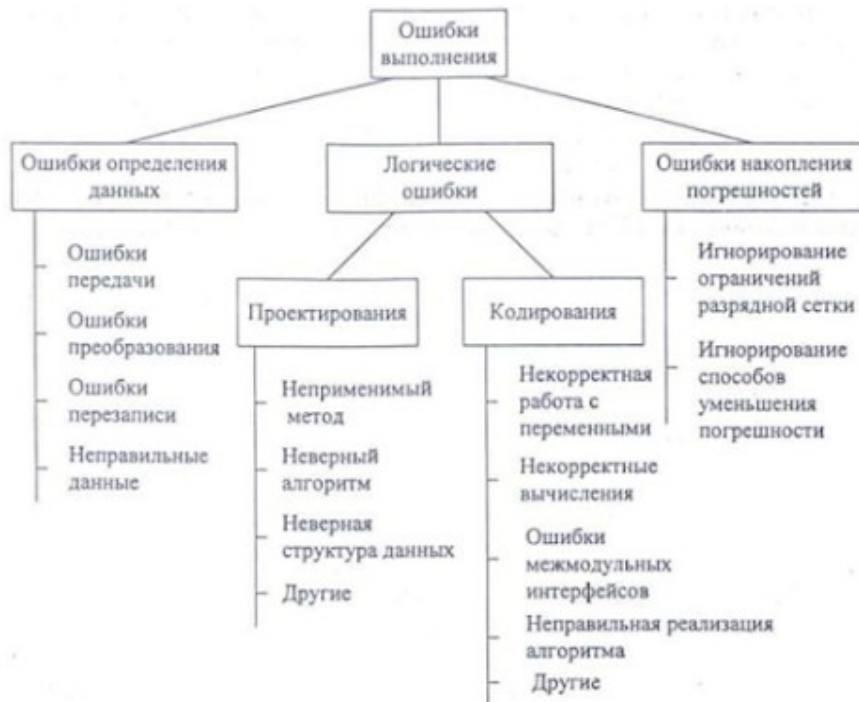 Ошибки
выполнения
Ошибки определения
данных
Логические
ошибки
Ошибки накопления
погрешностей
Ошибки
передачи
Ошибки
преобразования
Ошибки
перезаписи
Неправильные
данные
Проектирования
Неприменимый
метод
Неверный
алгоритм
Неверная
структура данных
Другие
Кодирования
Некорректная
работа с
переменными
Некорректные
вычисления
Ошибки
межмодульных
интерфейсов
Неправильная реализация
алгоритма
Другие
Игнорирование
ограничений
разрядной сетки
Игнорирование
способов
уменьшения
погрешности